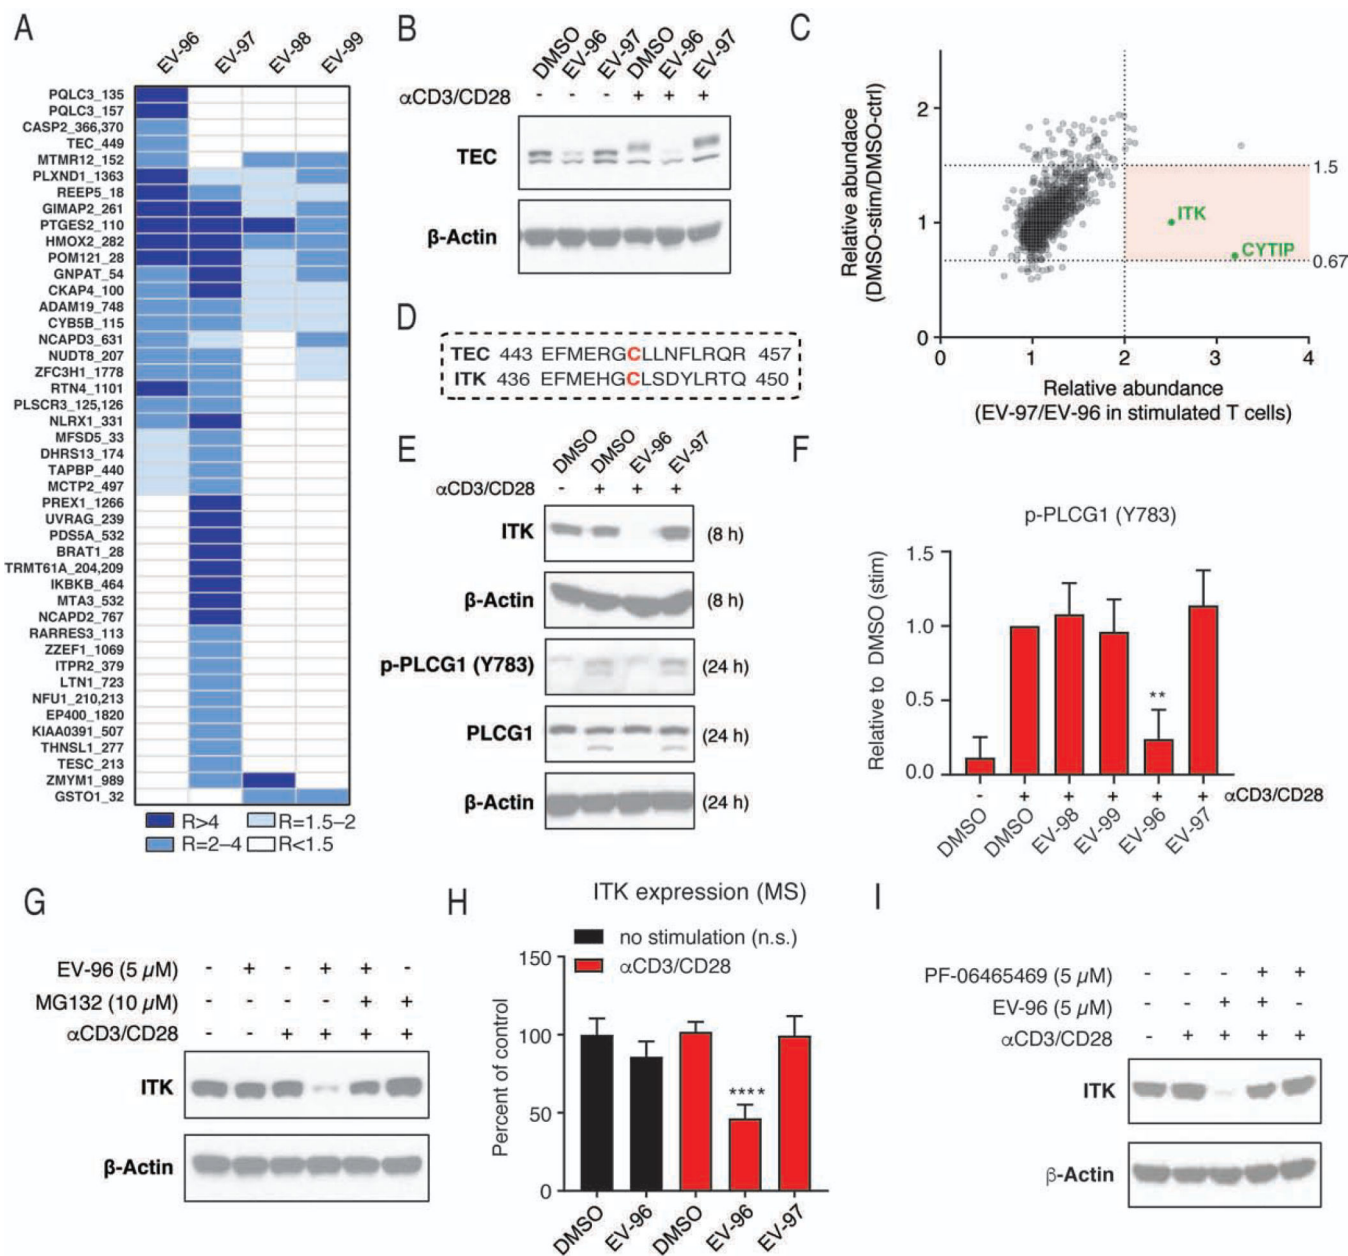 A
EV-96 EV-97 EV-98 EV-99
PQLC3_135
PQLC3_157
CASP2_366,370
TEC_449
MTMR12_152
PLXND1_1363
REEP5_18
GIMAP2_261
PTGES2_110
HMOX2_282
POM121_28
GNPAT_54
CKAP4_100
ADAM19_748
CYB5B_115
NCAPD3_631
NUDT8_207
ZFC3H1_1778
RTN4_1101
PLSCR3_125,126
NLRX1_331
MFSD5_33
DHRS13_174
TAPBP_440
MCTP2_497
PREX1_1266
UVRAG_239
PDS5A_532
BRAT1_28
TRMT61A_204,209
IKBKB_464
MTA3_532
NCAPD2_767
RARRES3_113
ZZEF1_1069
ITPR2_379
LTN1_723
NFU1_210,213
EP400_1820
KIAA0391_507
THNSL1_277
TESC_213
ZMYM1_989
GSTO1_32
R>4 R=1.5–2
R=2–4 R<1.5
B
DMSO EV-96 EV-97 DMSO EV-96 EV-97
αCD3/CD28 - - - + + +
TEC
β-Actin
C
Relative abundace
(DMSO-stim/DMSO-ctrl)
2
1
0
1.5
ITK
CYTIP
0.67
0 1 2 3 4
Relative abundance
(EV-97/EV-96 in stimulated T cells)
D
TEC 443 EFMERGCLLNFLRQR 457
ITK 436 EFMEHGCLSDYLRTQ 450
E
DMSO DMSO EV-96 EV-97
αCD3/CD28 - + + +
ITK (8 h)
β-Actin (8 h)
p-PLCG1 (Y783) (24 h)
PLCG1 (24 h)
β-Actin (24 h)
F
p-PLCG1 (Y783)
Relative to DMSO (stim)
1.5
1.0
0.5
0.0
**
- + + + + + αCD3/CD28
DMSO DMSO EV-98 EV-99 EV-96 EV-97
G
EV-96 (5 µM) - + - + + -
MG132 (10 µM) - - - - + +
αCD3/CD28 - - + + + +
ITK
β-Actin
H
ITK expression (MS)
no stimulation (n.s.)
αCD3/CD28
Percent of control
150
100
50
0
****
DMSO EV-96 DMSO EV-96 EV-97
I
PF-06465469 (5 µM) - - - + +
EV-96 (5 µM) - - + + -
αCD3/CD28 - + + + +
ITK
β-Actin